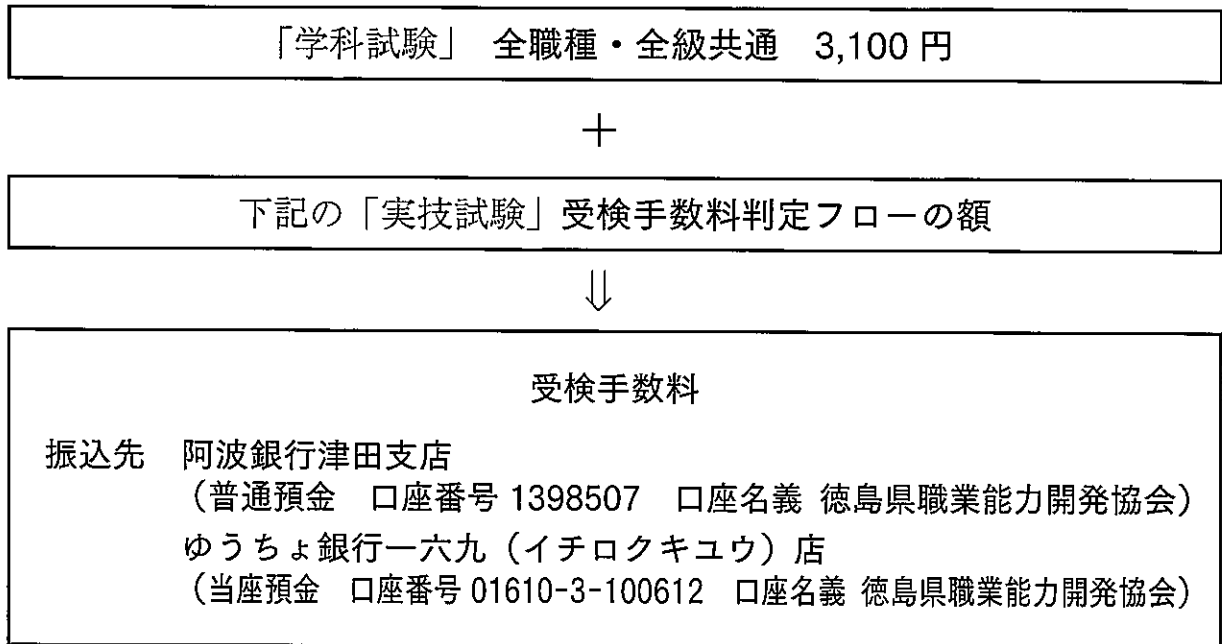 「学科試験」 全職種・全級共通 3,100円
＋
下記の「実技試験」受検手数料判定フローの額
⇓
受検手数料
振込先 阿波銀行津田支店
（普通預金 口座番号 1398507 口座名義 徳島県職業能力開発協会）
ゆうちょ銀行一六九（イチロクキユウ）店
（当座預金 口座番号 01610-3-100612 口座名義 徳島県職業能力開発協会）